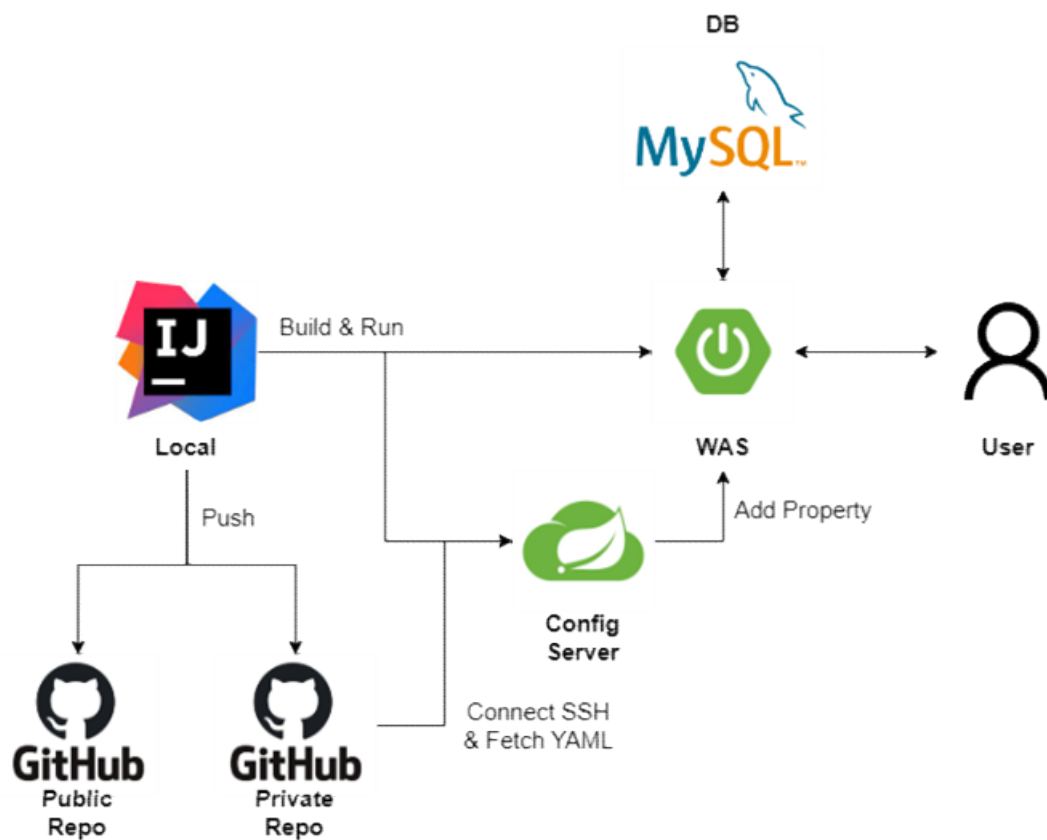 DB
MySQL™
IJ
Build & Run
Local
WAS
User
Push
Add Property
Config
Server
Connect SSH
& Fetch YAML
GitHub
Public
Repo
GitHub
Private
Repo